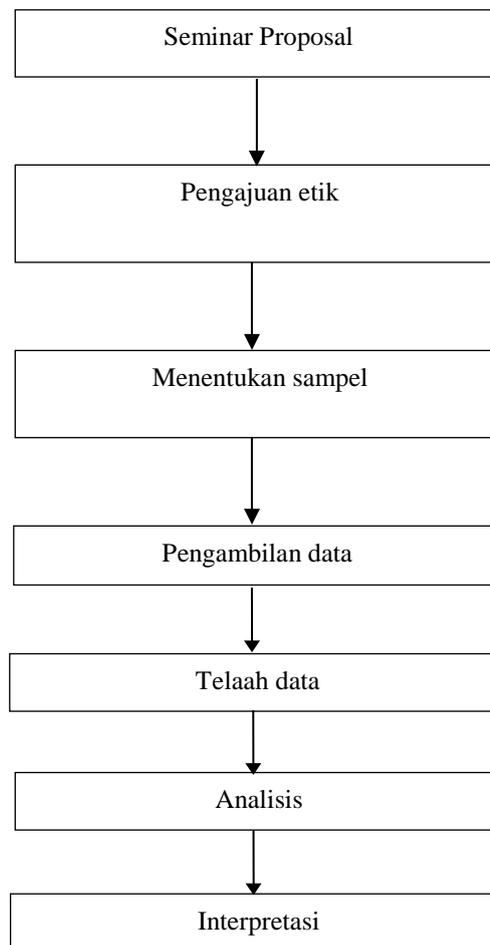 Seminar Proposal
Pengajuan etik
Menentukan sampel
Pengambilan data
Telaah data
Analisis
Interpretasi